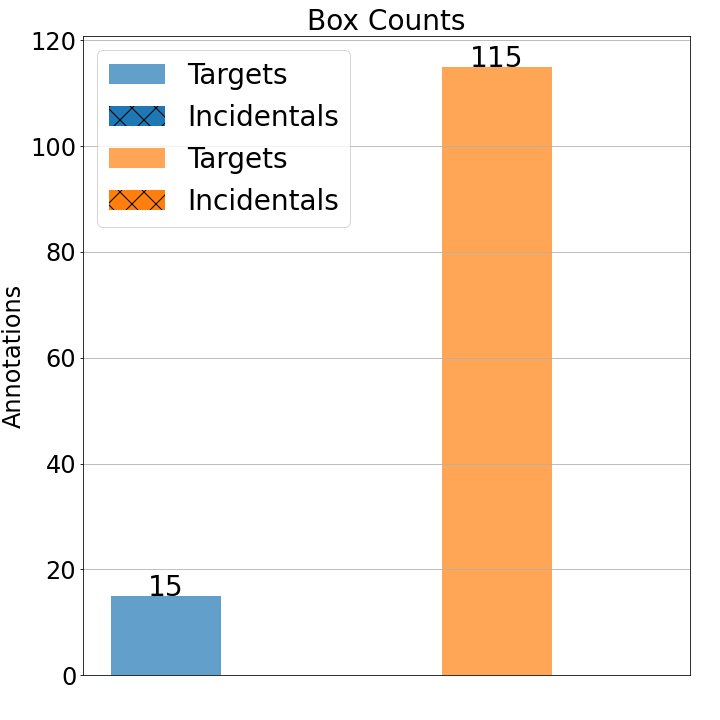 Box Counts
120
100
80
60
40
20
0
Annotations
Targets
Incidentals
Targets
Incidentals
15
115